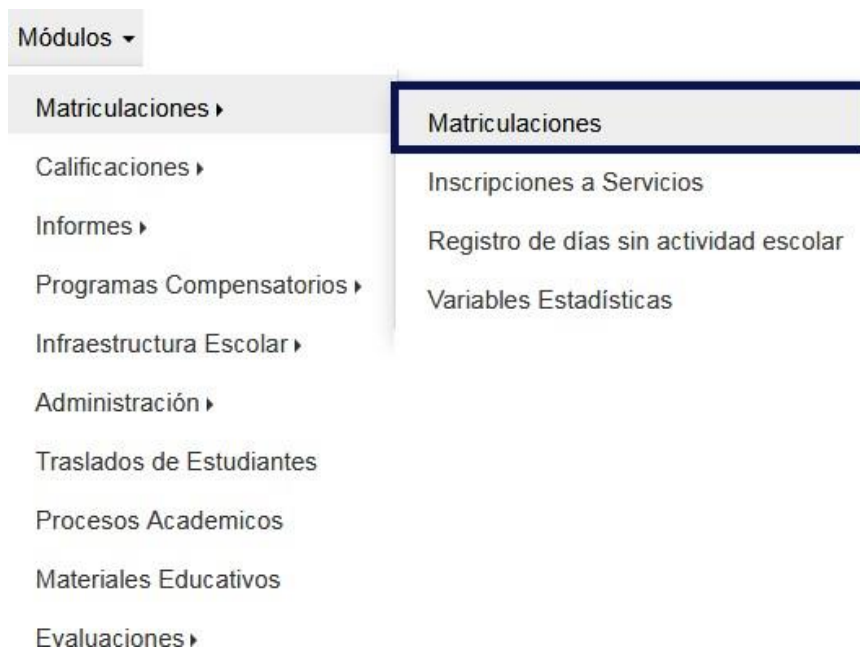 Módulos
Matriculaciones
Calificaciones
Informes
Programas Compensatorios
Infraestructura Escolar
Administración
Traslados de Estudiantes
Procesos Academicos
Materiales Educativos
Evaluaciones
Matriculaciones
Inscripciones a Servicios
Registro de días sin actividad escolar
Variables Estadísticas